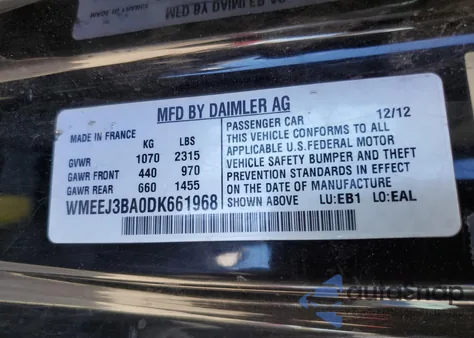 MFD BY DAIMLER AG
MADE IN FRANCE KG LBS
GVWR 1070 2315
GAWR FRONT 440 970
GAWR REAR 660 1455
WMEEJ3BA0DK661968
PASSENGER CAR 12/12
THIS VEHICLE CONFORMS TO ALL
APPLICABLE U.S.FEDERAL MOTOR
VEHICLE SAFETY BUMPER AND THEFT
PREVENTION STANDARDS IN EFFECT
ON THE DATE OF MANUFACTURE
SHOWN ABOVE LU:EB1 LO:EAL